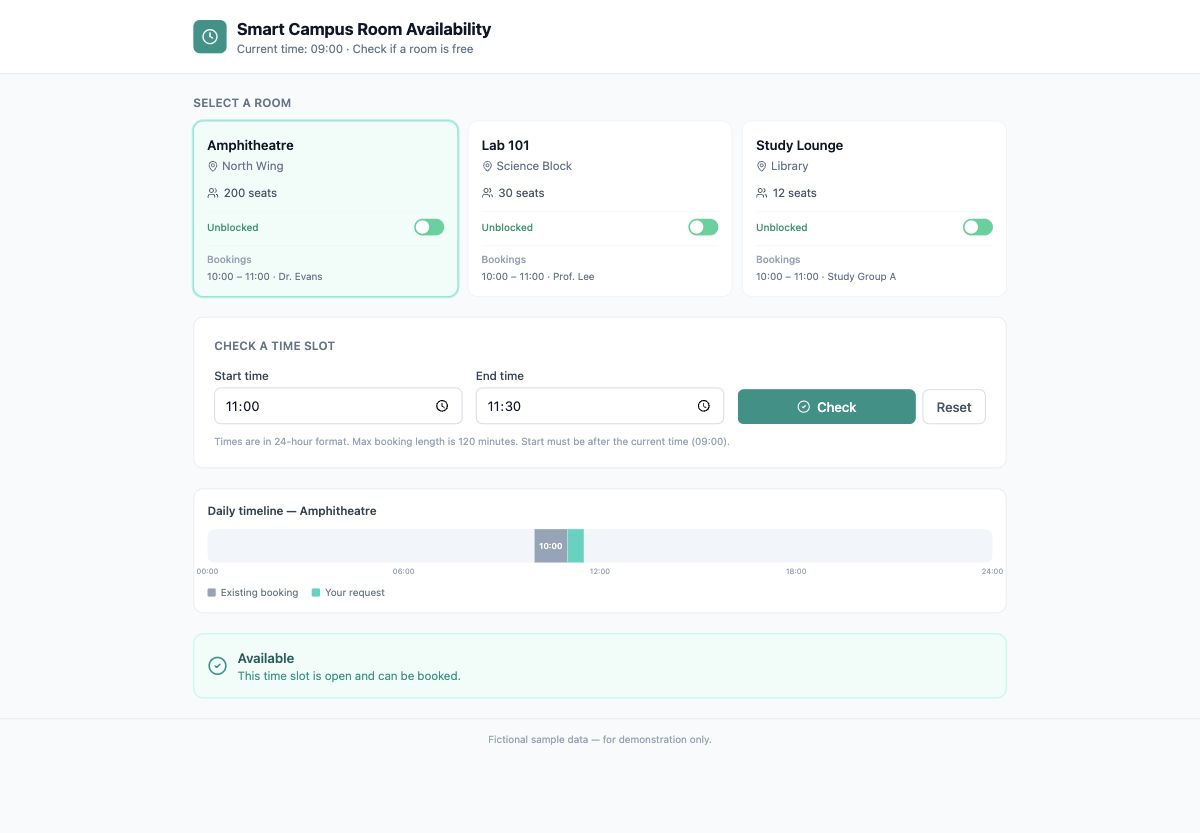 Smart Campus Room Availability
Current time: 09:00 · Check if a room is free
SELECT A ROOM
Amphitheatre
North Wing
200 seats
Unblocked
Bookings
10:00 – 11:00 · Dr. Evans
Lab 101
Science Block
30 seats
Unblocked
Bookings
10:00 – 11:00 · Prof. Lee
Study Lounge
Library
12 seats
Unblocked
Bookings
10:00 – 11:00 · Study Group A
CHECK A TIME SLOT
Start time
11:00
End time
11:30
Check
Reset
Times are in 24-hour format. Max booking length is 120 minutes. Start must be after the current time (09:00).
Daily timeline — Amphitheatre
10:00
00:00 06:00 12:00 18:00 24:00
Existing booking Your request
Available
This time slot is open and can be booked.
Fictional sample data — for demonstration only.